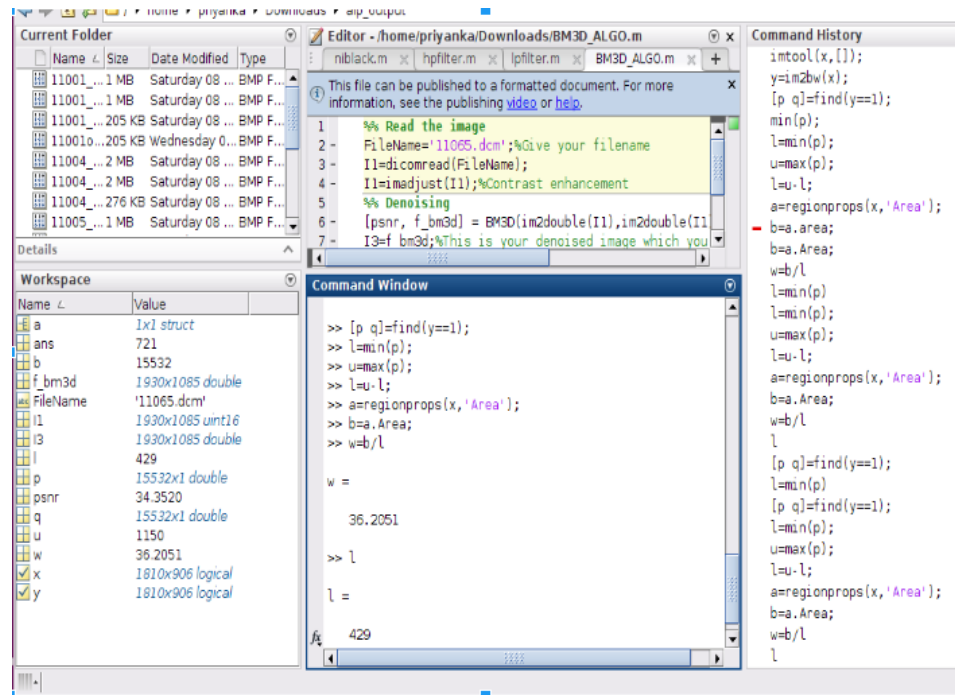 / home priyanka Downloads aip_output
Current Folder
Name Size Date Modified Type
11001_... 1 MB Saturday 08 ... BMP F...
11001_... 1 MB Saturday 08 ... BMP F...
11001_... 205 KB Saturday 08 ... BMP F...
11001o... 205 KB Wednesday 0... BMP F...
11004_... 2 MB Saturday 08 ... BMP F...
11004_... 2 MB Saturday 08 ... BMP F...
11004_... 276 KB Saturday 08 ... BMP F...
11005_... 1 MB Saturday 08 ... BMP F...
Details
Workspace
Name Value
a 1x1 struct
ans 721
b 15532
f_bm3d 1930x1085 double
FileName '11065.dcm'
I1 1930x1085 uint16
I3 1930x1085 double
l 429
p 15532x1 double
psnr 34.3520
q 15532x1 double
u 1150
w 36.2051
x 1810x906 logical
y 1810x906 logical
Editor - /home/priyanka/Downloads/BM3D_ALGO.m
niblack.m hpfilter.m lpfilter.m BM3D_ALGO.m +
This file can be published to a formatted document. For more
information, see the publishing video or help.
1 %% Read the image
2 - FileName='11065.dcm';%Give your filename
3 - I1=dicomread(FileName);
4 - I1=imadjust(I1);%Contrast enhancement
5 %% Denoising
6 - [psnr, f_bm3d] = BM3D(im2double(I1),im2double(I1
7 - I3=f_bm3d;%This is your denoised image which you
Command Window
>> [p q]=find(y==1);
>> l=min(p);
>> u=max(p);
>> l=u-l;
>> a=regionprops(x,'Area');
>> b=a.Area;
>> w=b/l
w =
36.2051
>> l
l =
429
fx
Command History
imtool(x,[]);
y=im2bw(x);
[p q]=find(y==1);
min(p);
l=min(p);
u=max(p);
l=u-l;
a=regionprops(x,'Area');
b=a.area;
b=a.Area;
w=b/l
l=min(p)
l=min(p);
u=max(p);
l=u-l;
a=regionprops(x,'Area');
b=a.Area;
w=b/l
l
[p q]=find(y==1);
l=min(p)
[p q]=find(y==1);
l=min(p);
u=max(p);
l=u-l;
a=regionprops(x,'Area');
b=a.Area;
w=b/l
l